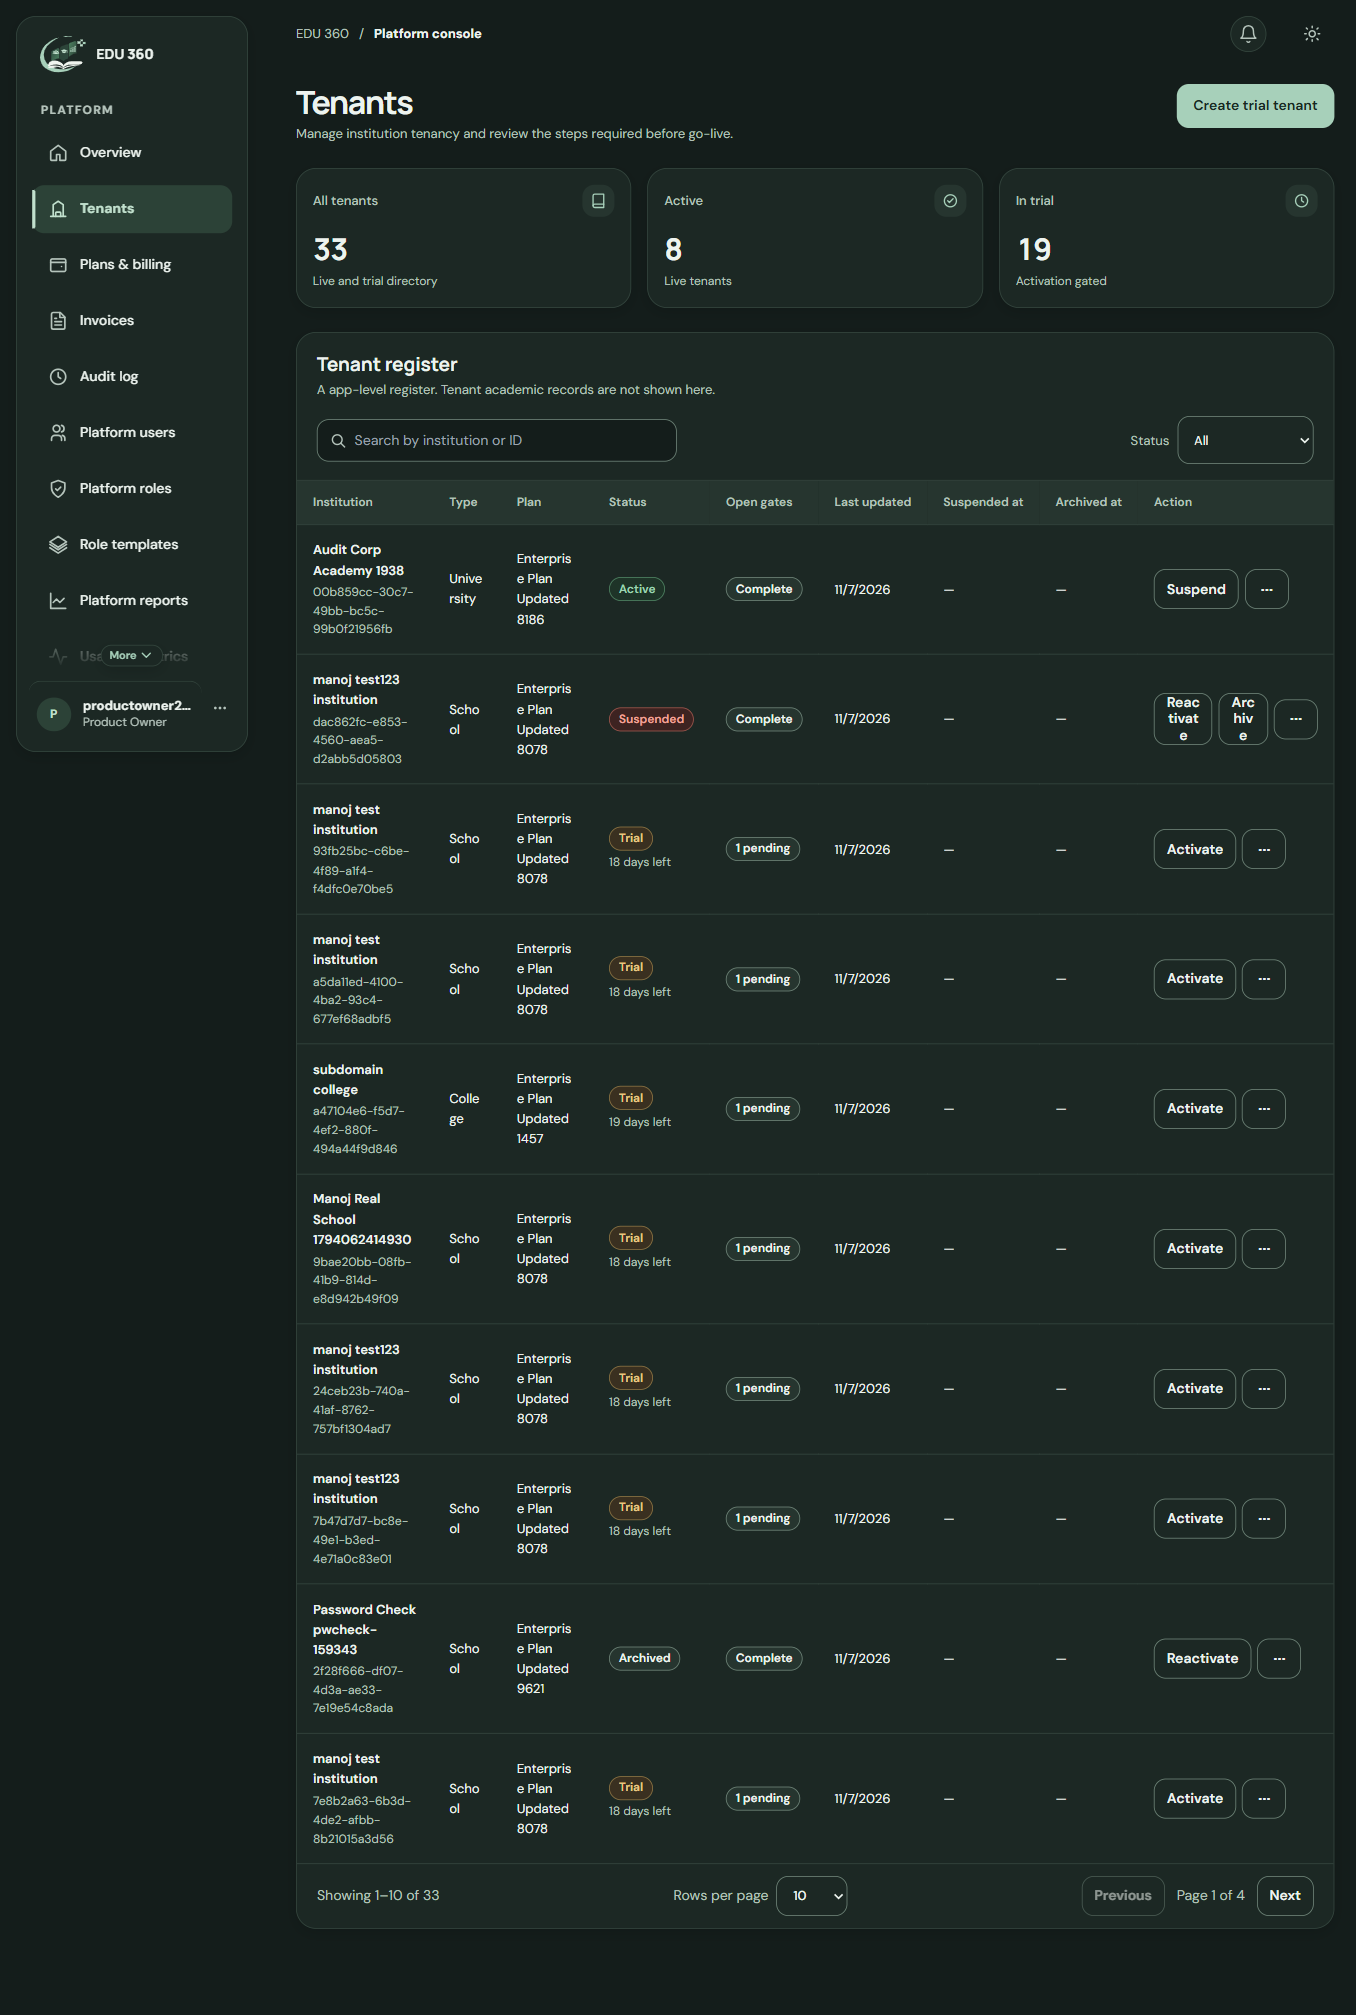 EDU 360
PLATFORM
Overview
Tenants
Plans & billing
Invoices
Audit log
Platform users
Platform roles
Role templates
Platform reports
More
P
productowner2...
Product Owner
EDU 360 / Platform console
Tenants
Manage institution tenancy and review the steps required before go-live.
Create trial tenant
All tenants
33
Live and trial directory
Active
8
Live tenants
In trial
19
Activation gated
Tenant register
A app-level register. Tenant academic records are not shown here.
Search by institution or ID
Status All
Institution Type Plan Status Open gates Last updated Suspended at Archived at Action
Audit Corp
Academy 1938
00b859cc-30c7-
49bb-bc5c-
99b0f21956fb
Unive
rsity
Enterpris
e Plan
Updated
8186
Active
Complete
11/7/2026
—
—
Suspend
manoj test123
institution
dac862fc-e853-
4560-aea5-
d2abb5d05803
Scho
ol
Enterpris
e Plan
Updated
8078
Suspended
Complete
11/7/2026
—
—
Reac
tivat
e
Arc
hiv
e
manoj test
institution
93fb25bc-c6be-
4f89-a1f4-
f4dfc0e70be5
Scho
ol
Enterpris
e Plan
Updated
8078
Trial
18 days left
1 pending
11/7/2026
—
—
Activate
manoj test
institution
a5da11ed-4100-
4ba2-93c4-
677ef68adbf5
Scho
ol
Enterpris
e Plan
Updated
8078
Trial
18 days left
1 pending
11/7/2026
—
—
Activate
subdomain
college
a47104e6-f5d7-
4ef2-880f-
494a44f9d846
Colle
ge
Enterpris
e Plan
Updated
1457
Trial
19 days left
1 pending
11/7/2026
—
—
Activate
Manoj Real
School
1794062414930
9bae20bb-08fb-
41b9-814d-
e8d942b49f09
Scho
ol
Enterpris
e Plan
Updated
8078
Trial
18 days left
1 pending
11/7/2026
—
—
Activate
manoj test123
institution
24ceb23b-740a-
41af-8762-
757bf1304ad7
Scho
ol
Enterpris
e Plan
Updated
8078
Trial
18 days left
1 pending
11/7/2026
—
—
Activate
manoj test123
institution
7b47d7d7-bc8e-
49e1-b3ed-
4e71a0c83e01
Scho
ol
Enterpris
e Plan
Updated
8078
Trial
18 days left
1 pending
11/7/2026
—
—
Activate
Password Check
pwcheck-
159343
2f28f666-df07-
4d3a-ae33-
7e19e54c8ada
Scho
ol
Enterpris
e Plan
Updated
9621
Archived
Complete
11/7/2026
—
—
Reactivate
manoj test
institution
7e8b2a63-6b3d-
4de2-afbb-
8b21015a3d56
Scho
ol
Enterpris
e Plan
Updated
8078
Trial
18 days left
1 pending
11/7/2026
—
—
Activate
Showing 1–10 of 33
Rows per page 10
Previous
Page 1 of 4
Next